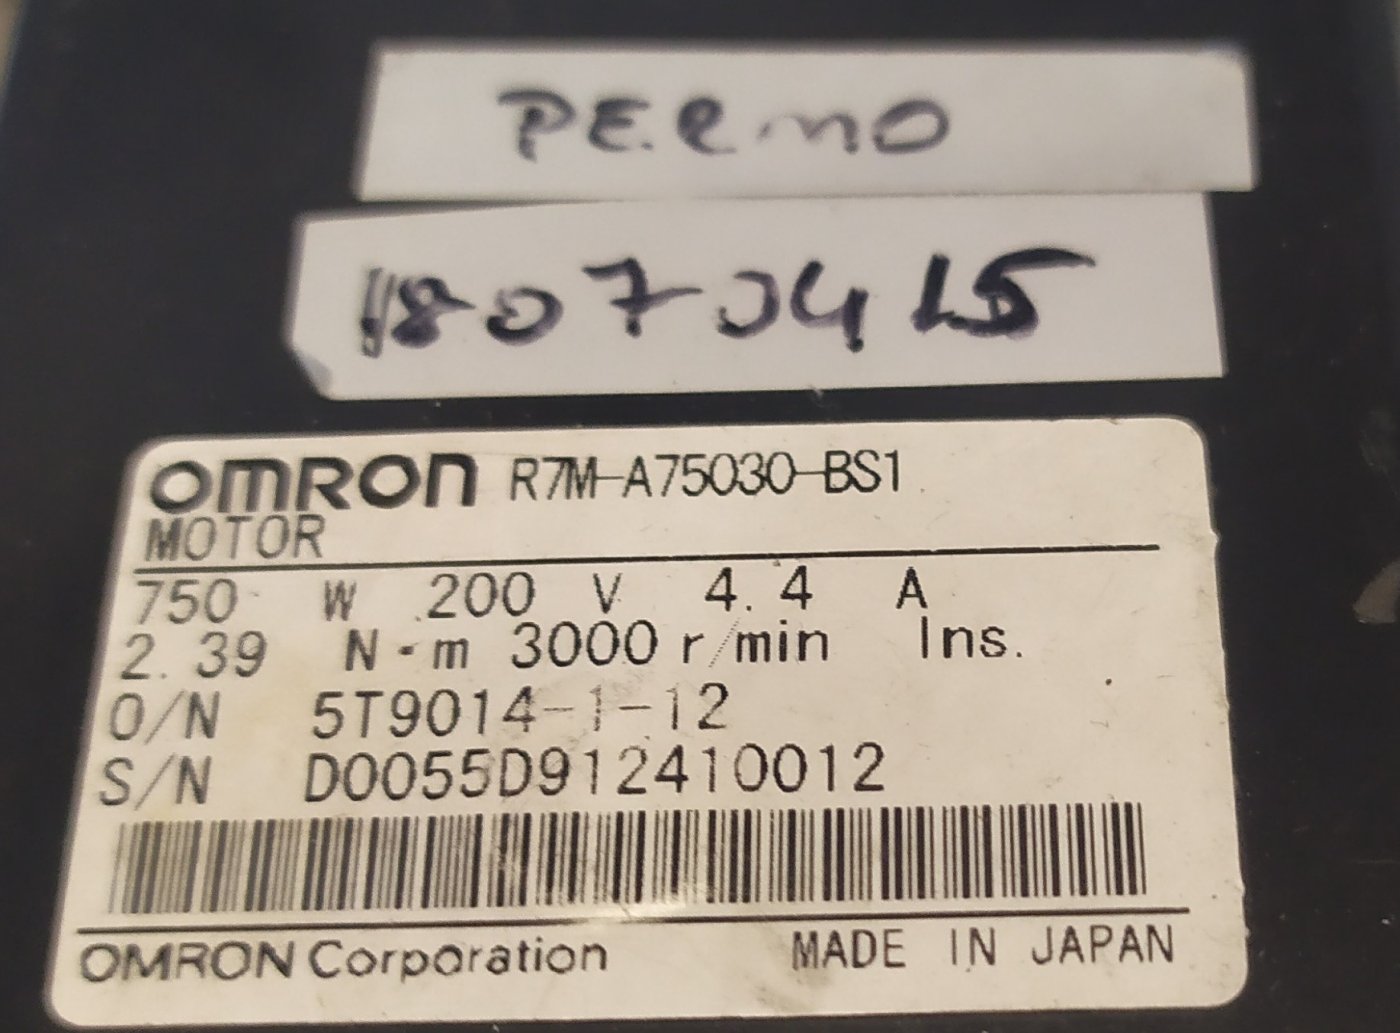 PERMO
18070415
OMRON R7M-A75030-BS1
MOTOR
750 W 200 V 4.4 A
2.39 N·m 3000 r/min Ins.
O/N 5T9014-1-12
S/N D0055D912410012
OMRON Corporation MADE IN JAPAN